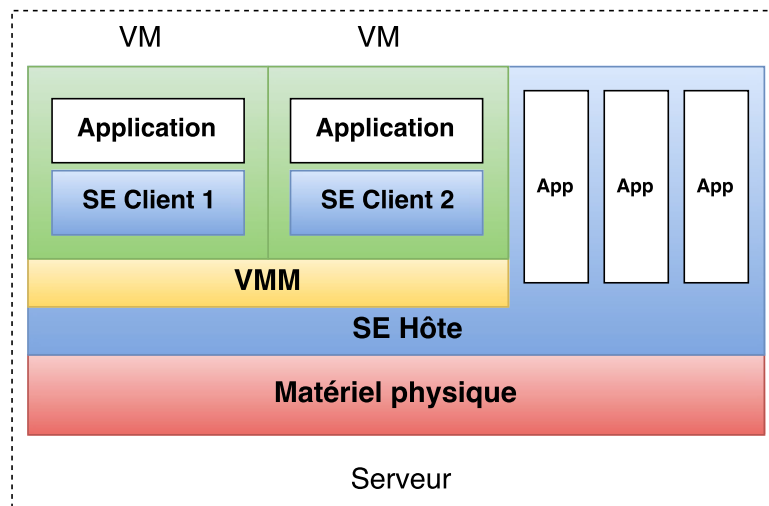 VM
VM
Application
Application
SE Client 1
SE Client 2
App
App
App
VMM
SE Hôte
Matériel physique
Serveur